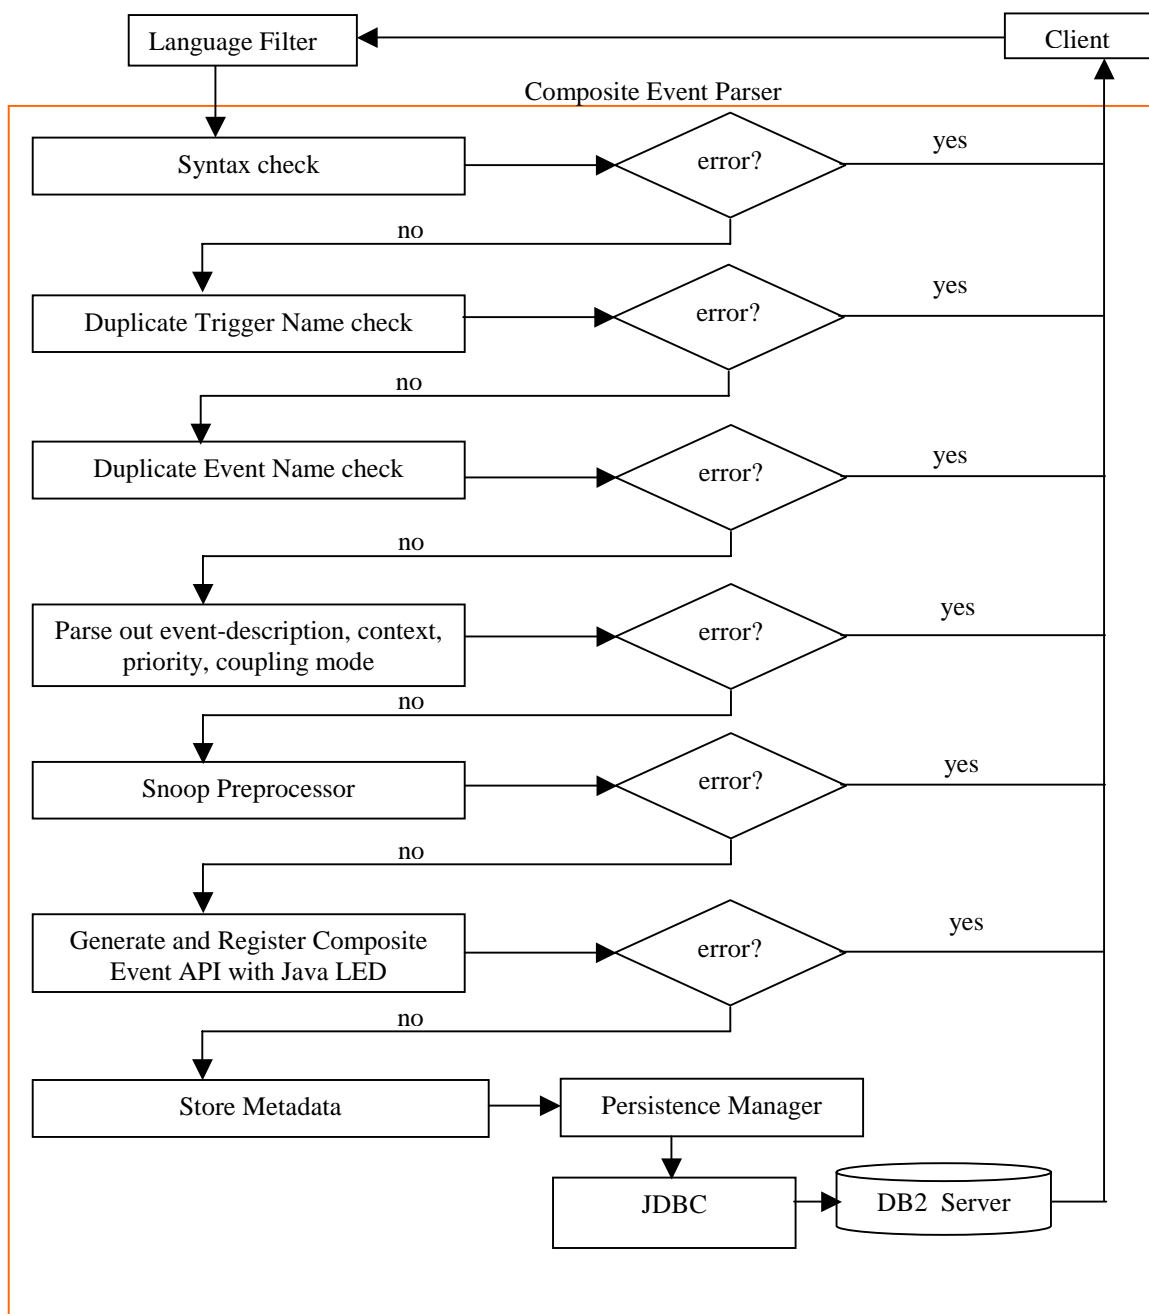 Language Filter
Client
Composite Event Parser
Syntax check
error?
yes
no
Duplicate Trigger Name check
error?
yes
no
Duplicate Event Name check
error?
yes
no
Parse out event-description, context,
priority, coupling mode
error?
yes
no
Snoop Preprocessor
error?
yes
no
Generate and Register Composite
Event API with Java LED
error?
yes
no
Store Metadata
Persistence Manager
JDBC
DB2 Server